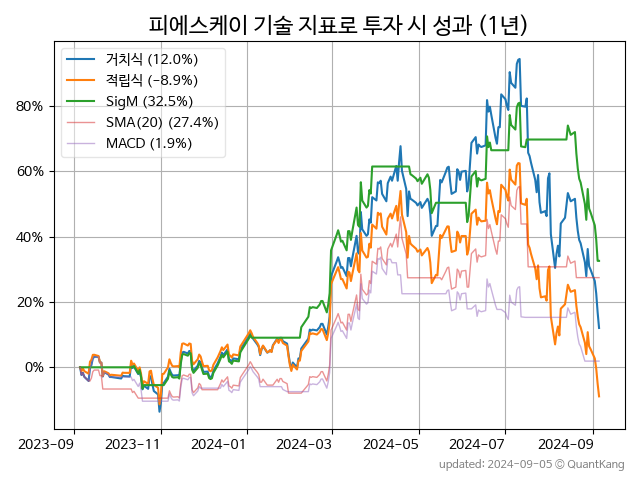 피에스케이 기술 지표로 투자 시 성과 (1년)
거치식 (12.0%)
적립식 (-8.9%)
SigM (32.5%)
SMA(20) (27.4%)
MACD (1.9%)
80%
60%
40%
20%
0%
2023-09 2023-11 2024-01 2024-03 2024-05 2024-07 2024-09
updated: 2024-09-05 © QuantKang